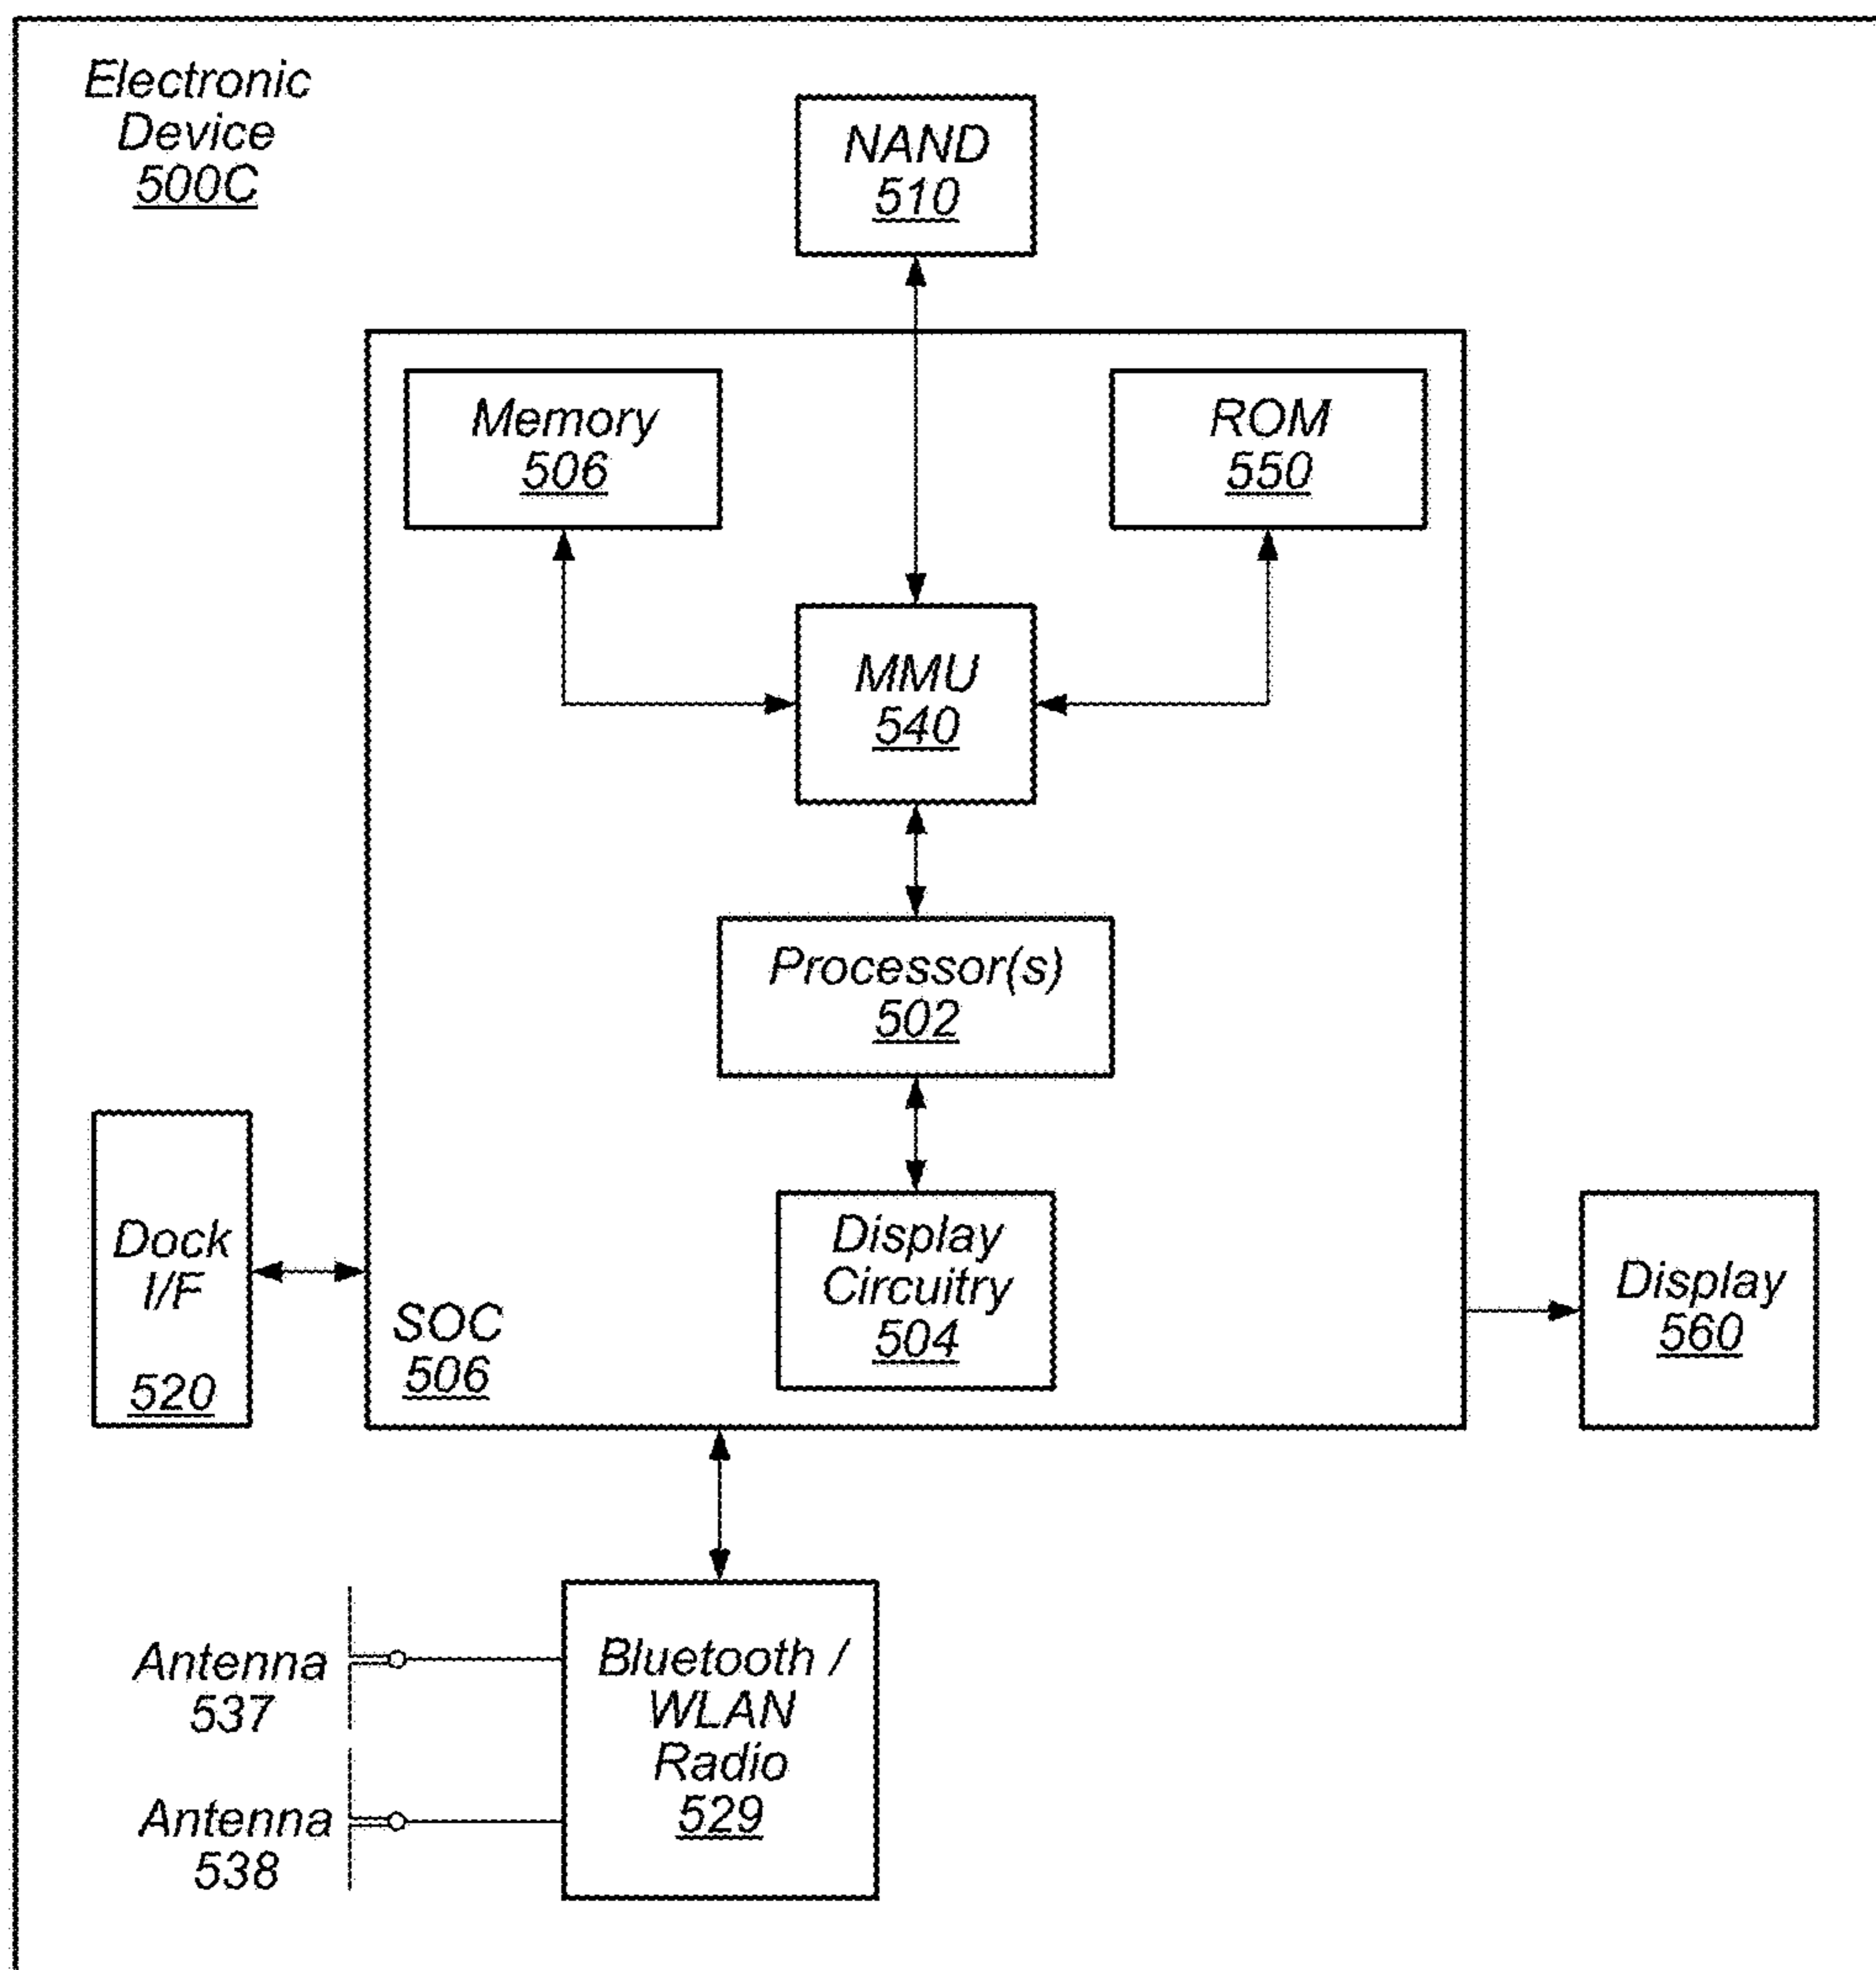 Electronic
Device
500C
NAND
510
Memory
506
ROM
550
MMU
540
Processor(s)
502
Display
Circuitry
504
SOC
506
Dock
I/F
520
Display
560
Bluetooth /
WLAN
Radio
529
Antenna
537
Antenna
538